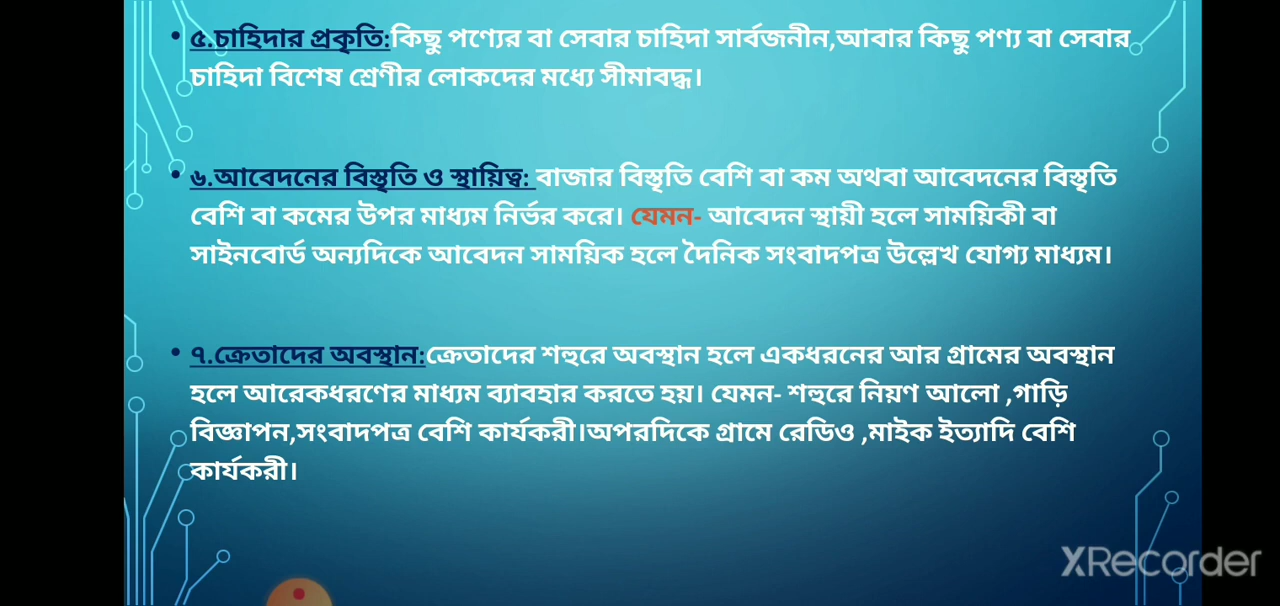 • ৫.চাহিদার প্রকৃতি:কিছু পণ্যের বা সেবার চাহিদা সার্বজনীন,আবার কিছু পণ্য বা সেবার
চাহিদা বিশেষ শ্রেণীর লোকদের মধ্যে সীমাবদ্ধ।
• ৬.আবেদনের বিস্তৃতি ও স্থায়িত্ব: বাজার বিস্তৃতি বেশি বা কম অথবা আবেদনের বিস্তৃতি
বেশি বা কমের উপর মাধ্যম নির্ভর করে। যেমন- আবেদন স্থায়ী হলে সাময়িকী বা
সাইনবোর্ড অন্যদিকে আবেদন সাময়িক হলে দৈনিক সংবাদপত্র উল্লেখ যোগ্য মাধ্যম।
• ৭.ক্রেতাদের অবস্থান:ক্রেতাদের শহুরে অবস্থান হলে একধরনের আর গ্রামের অবস্থান
হলে আরেকধরণের মাধ্যম ব্যাবহার করতে হয়। যেমন- শহুরে নিয়ণ আলো ,গাড়ি
বিজ্ঞাপন,সংবাদপত্র বেশি কার্যকরী।অপরদিকে গ্রামে রেডিও ,মাইক ইত্যাদি বেশি
কার্যকরী।
XRecorder